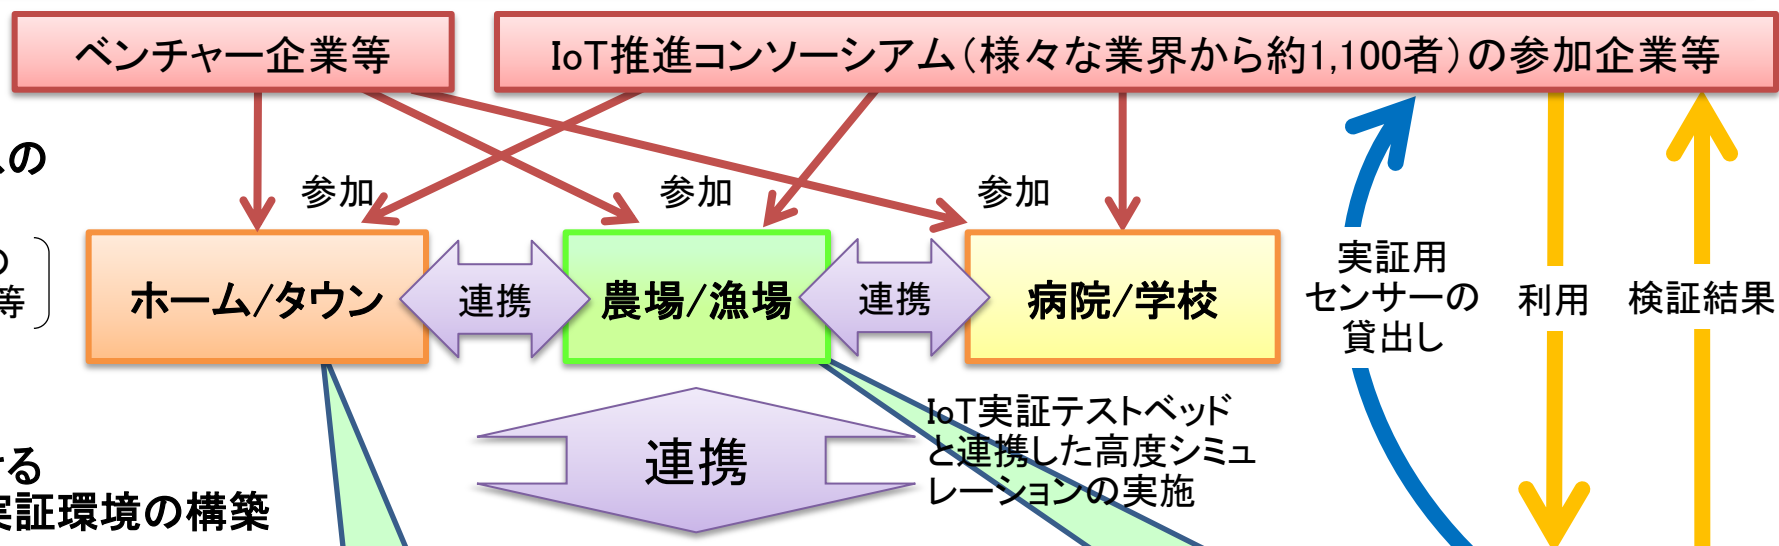 ベンチャー企業等
IoT推進コンソーシアム（様々な業界から約1,100者）の参加企業等
の
参加
参加
参加
の
等
ホーム/タウン
連携
農場/漁場
連携
病院/学校
実証用
センサーの
貸出し
利用
検証結果
連携
IoT実証テストベッド
と連携した高度シミュ
レーションの実施
ける
実証環境の構築